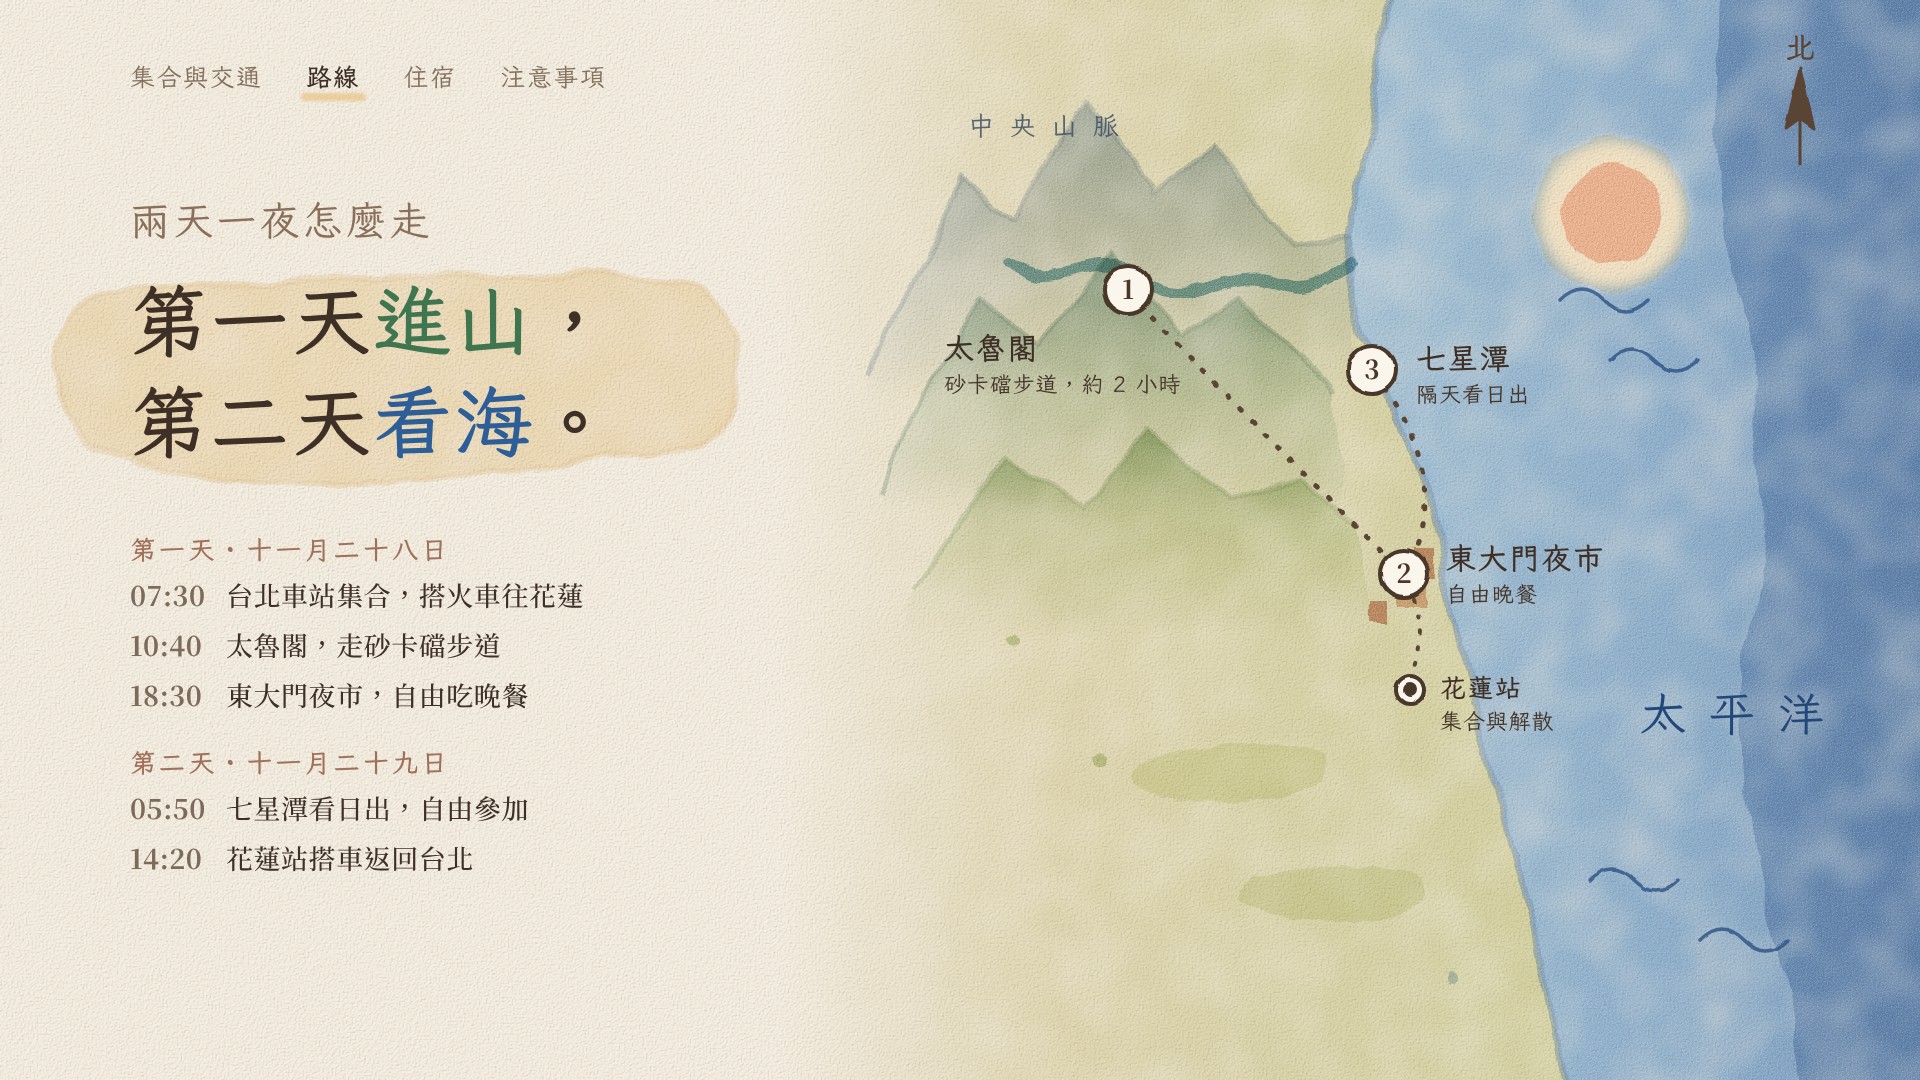 集合與交通 路線 住宿 注意事項
兩天一夜怎麼走
第一天進山，
第二天看海。
第一天・十一月二十八日
07:30 台北車站集合，搭火車往花蓮
10:40 太魯閣，走砂卡礑步道
18:30 東大門夜市，自由吃晚餐
第二天・十一月二十九日
05:50 七星潭看日出，自由參加
14:20 花蓮站搭車返回台北
北
中央山脈
1
太魯閣
砂卡礑步道，約 2 小時
3
七星潭
隔天看日出
2
東大門夜市
自由晚餐
花蓮站
集合與解散
太平洋